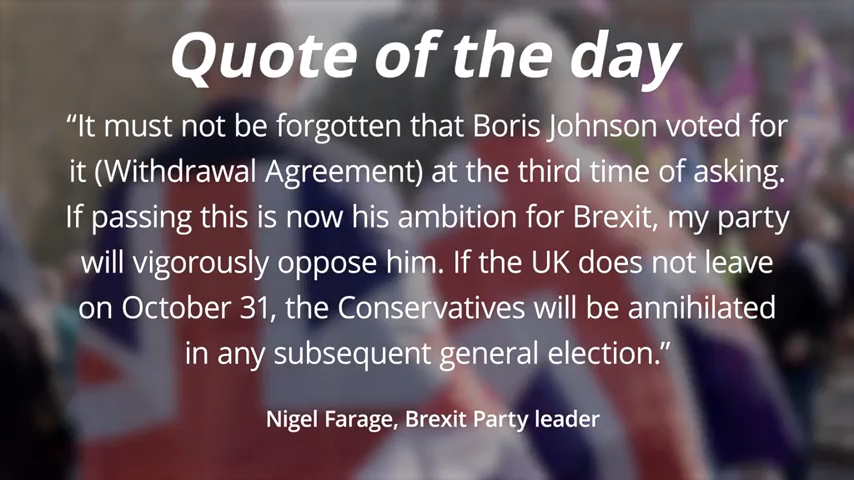 Quote of the day
“It must not be forgotten that Boris Johnson voted for
it (Withdrawal Agreement) at the third time of asking.
If passing this is now his ambition for Brexit, my party
will vigorously oppose him. If the UK does not leave
on October 31, the Conservatives will be annihilated
in any subsequent general election.”
Nigel Farage, Brexit Party leader